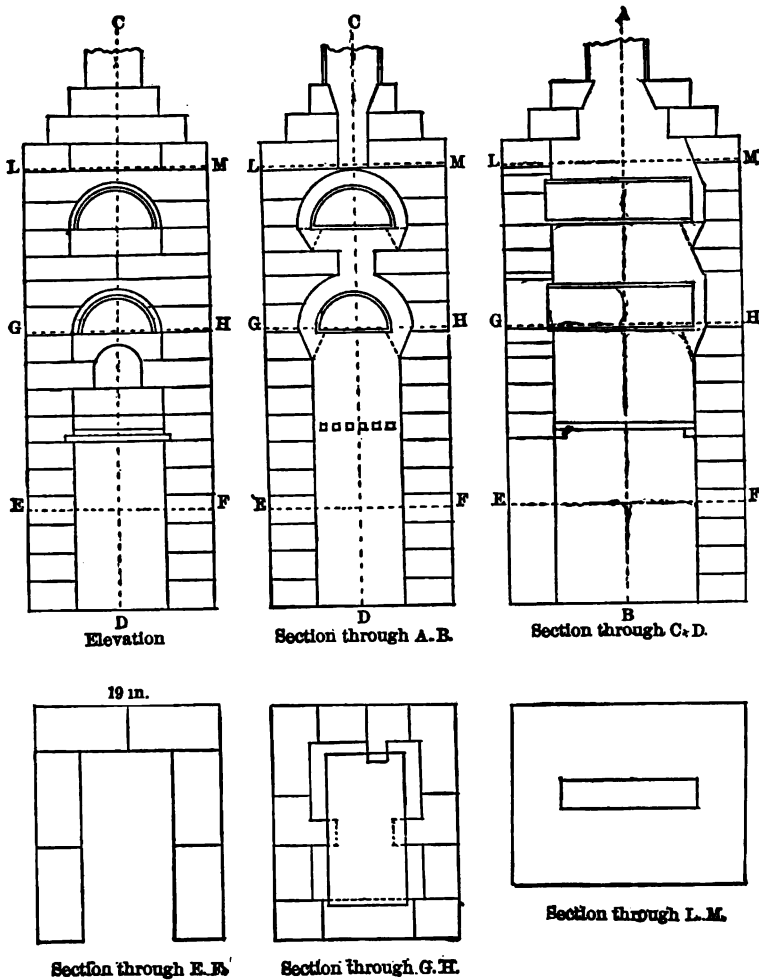 C
C
A
L M
L M
L M
G H
G H
G H
E F
E F
E F
D
D
B
Elevation
Section through A.B.
Section through C.D.
19 in.
Section through E.F.
Section through G.H.
Section through L.M.